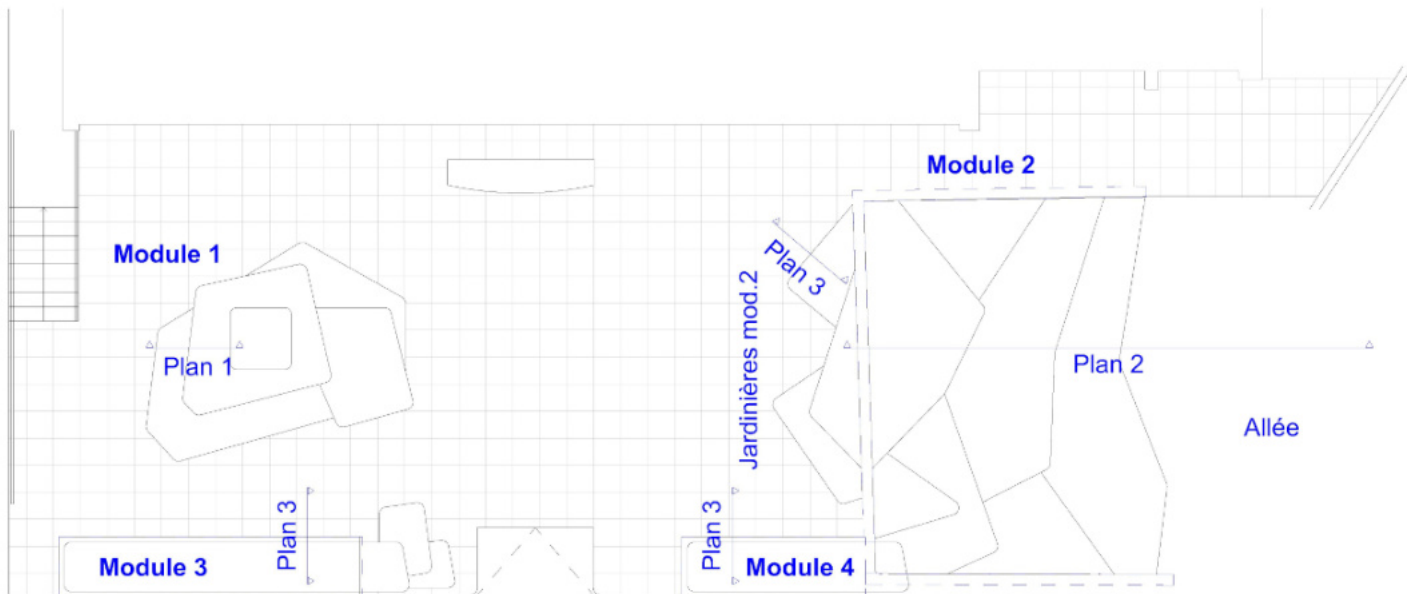 Module 2
Module 1
Plan 3
Jardinières mod.2
Plan 1
Plan 2
Allée
Plan 3
Plan 3
Module 3
Module 4